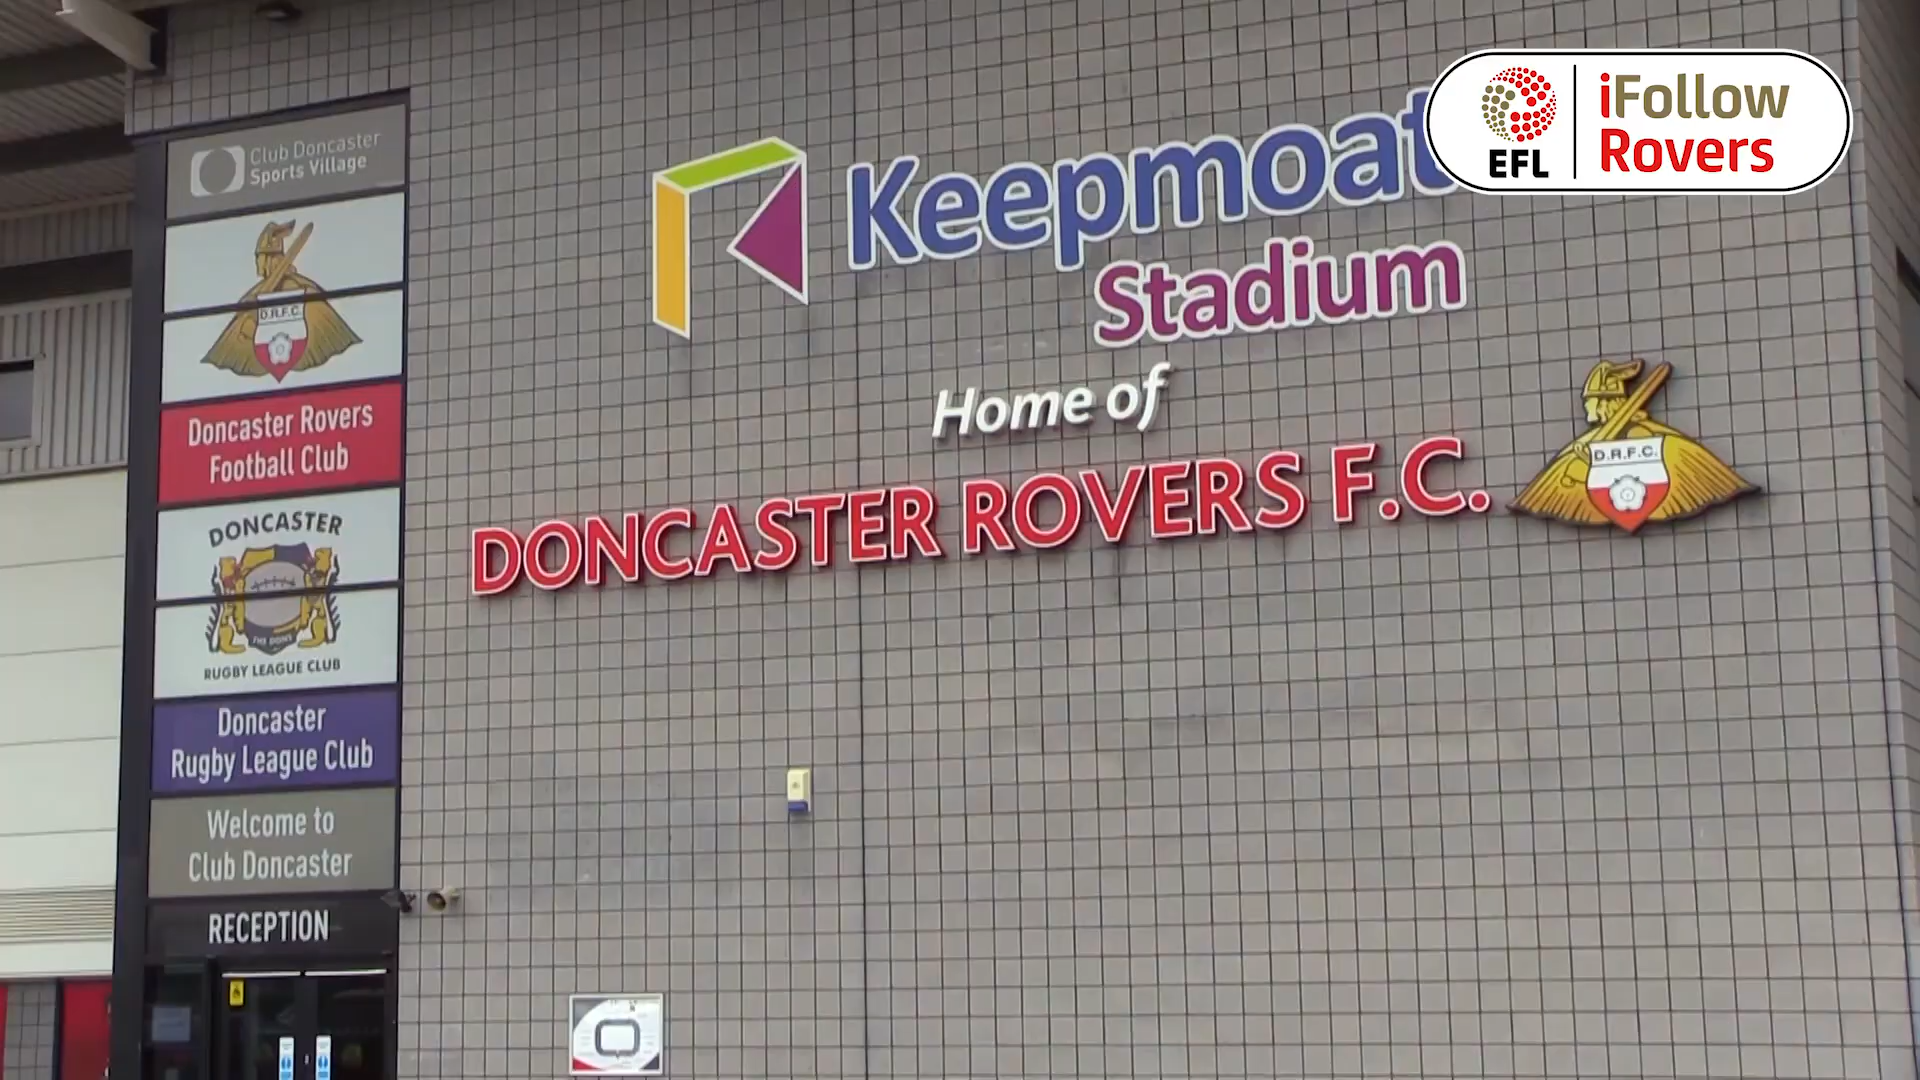 Club Doncaster
Sports Village
D.R.F.C.
Doncaster Rovers
Football Club
DONCASTER
THE DONS
RUGBY LEAGUE CLUB
Doncaster
Rugby League Club
Welcome to
Club Doncaster
RECEPTION
Keepmoat
Stadium
Home of
DONCASTER ROVERS F.C.
D.R.F.C.
EFL
iFollow
Rovers